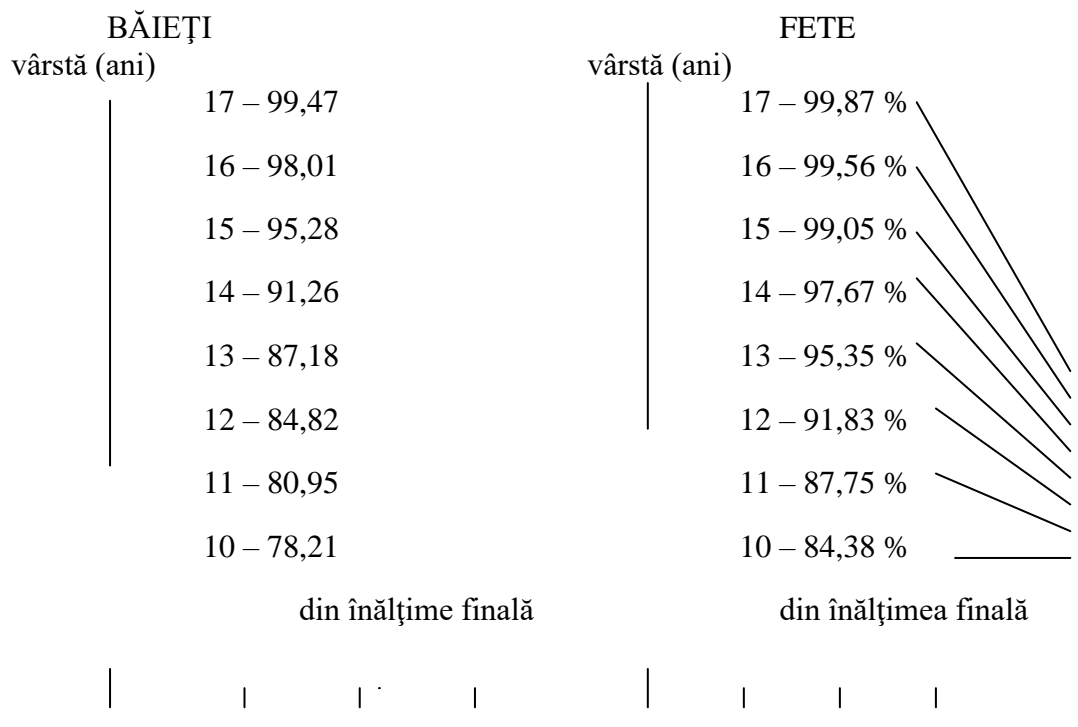 BĂIEŢI
vârstă (ani)
17 – 99,47
16 – 98,01
15 – 95,28
14 – 91,26
13 – 87,18
12 – 84,82
11 – 80,95
10 – 78,21
din înălţime finală
FETE
vârstă (ani)
17 – 99,87 %
16 – 99,56 %
15 – 99,05 %
14 – 97,67 %
13 – 95,35 %
12 – 91,83 %
11 – 87,75 %
10 – 84,38 %
din înălţimea finală